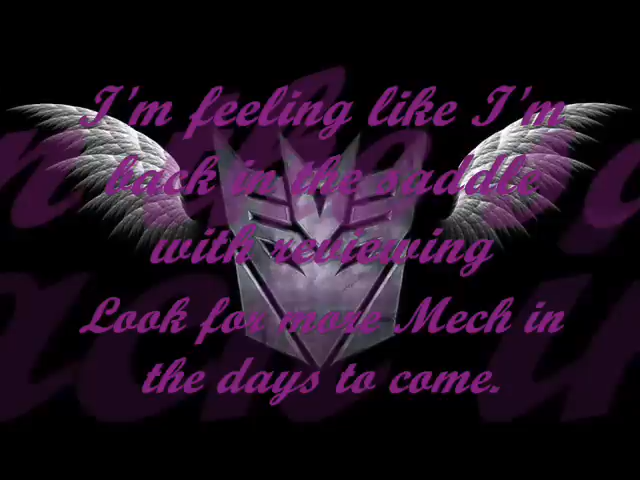 I'm feeling like I'm
back in the saddle
with reviewing
Look for more Mech in
the days to come.